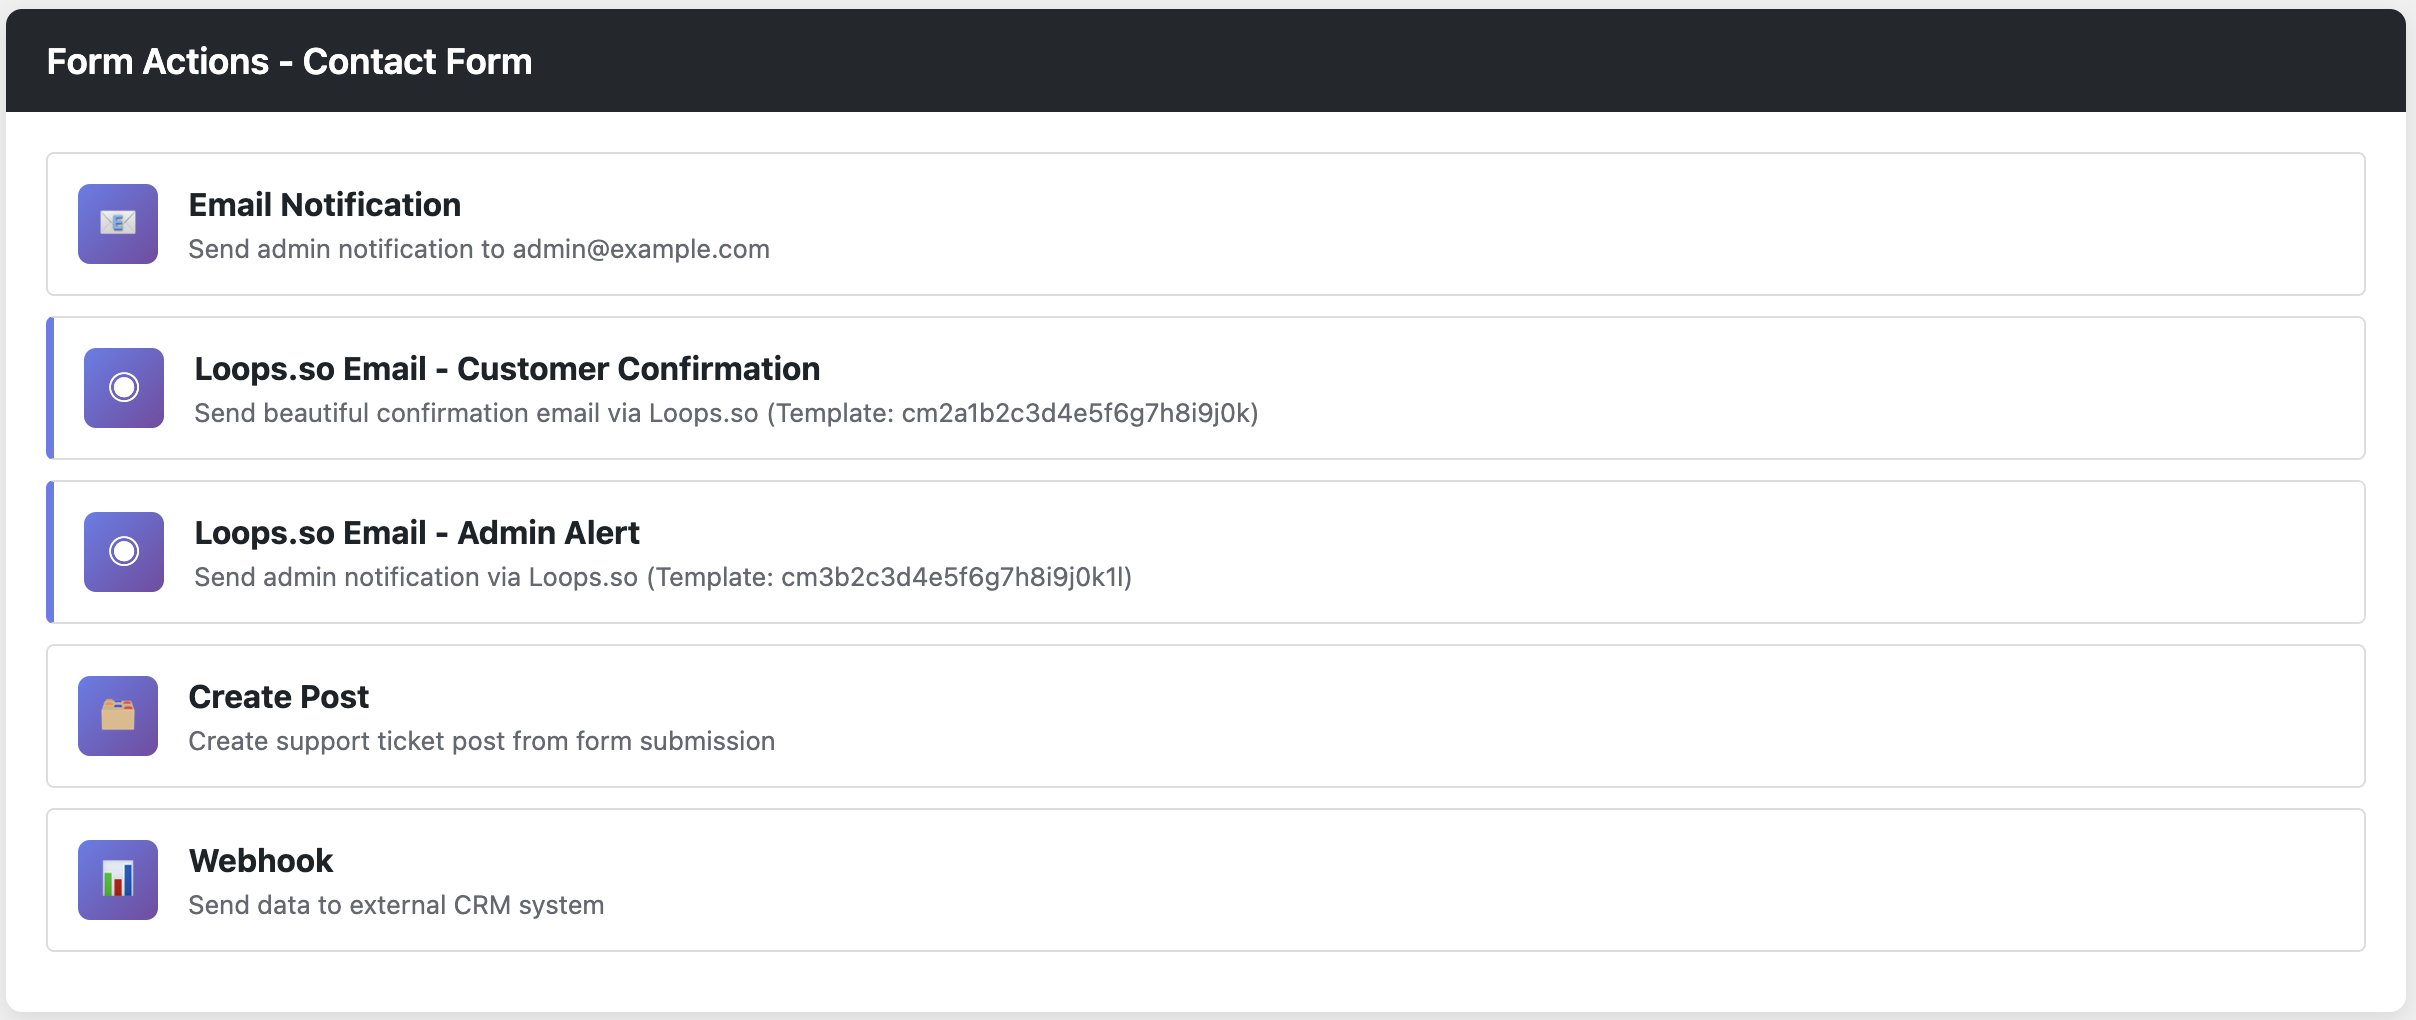 Form Actions - Contact Form
Email Notification
Send admin notification to admin@example.com
Loops.so Email - Customer Confirmation
Send beautiful confirmation email via Loops.so (Template: cm2a1b2c3d4e5f6g7h8i9j0k)
Loops.so Email - Admin Alert
Send admin notification via Loops.so (Template: cm3b2c3d4e5f6g7h8i9j0k1l)
Create Post
Create support ticket post from form submission
Webhook
Send data to external CRM system